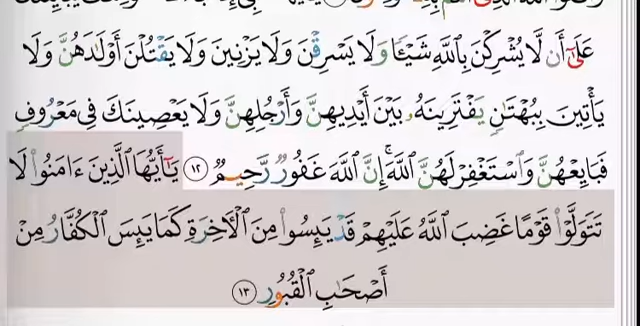 عَلَىٰٓ أَن لَّا يُشْرِكْنَ بِٱللَّهِ شَيْـًٔا وَلَا يَسْرِقْنَ وَلَا يَزْنِينَ وَلَا يَقْتُلْنَ أَوْلَـٰدَهُنَّ وَلَا
يَأْتِينَ بِبُهْتَـٰنٍ يَفْتَرِينَهُۥ بَيْنَ أَيْدِيهِنَّ وَأَرْجُلِهِنَّ وَلَا يَعْصِينَكَ فِى مَعْرُوفٍ
فَبَايِعْهُنَّ وَٱسْتَغْفِرْ لَهُنَّ ٱللَّهَ ۖ إِنَّ ٱللَّهَ غَفُورٌ رَّحِيمٌ ١٢ يَـٰٓأَيُّهَا ٱلَّذِينَ ءَامَنُوا۟ لَا
تَتَوَلَّوْا۟ قَوْمًا غَضِبَ ٱللَّهُ عَلَيْهِمْ قَدْ يَئِسُوا۟ مِنَ ٱلْـَٔاخِرَةِ كَمَا يَئِسَ ٱلْكُفَّارُ مِنْ
أَصْحَـٰبِ ٱلْقُبُورِ ١٣